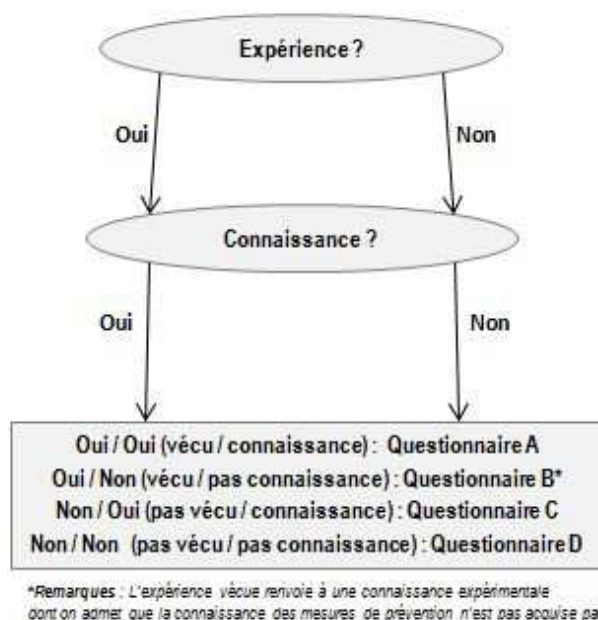 Expérience ?
Oui
Non
Connaissance ?
Oui
Non
Oui / Oui (vécu / connaissance) : Questionnaire A
Oui / Non (vécu / pas connaissance) : Questionnaire B*
Non / Oui (pas vécu / connaissance) : Questionnaire C
Non / Non (pas vécu / pas connaissance) : Questionnaire D
*Remarques : L'expérience vécue renvoie à une connaissance expérimentale
dont on admet que la connaissance des mesures de prévention n'est pas acquise pa